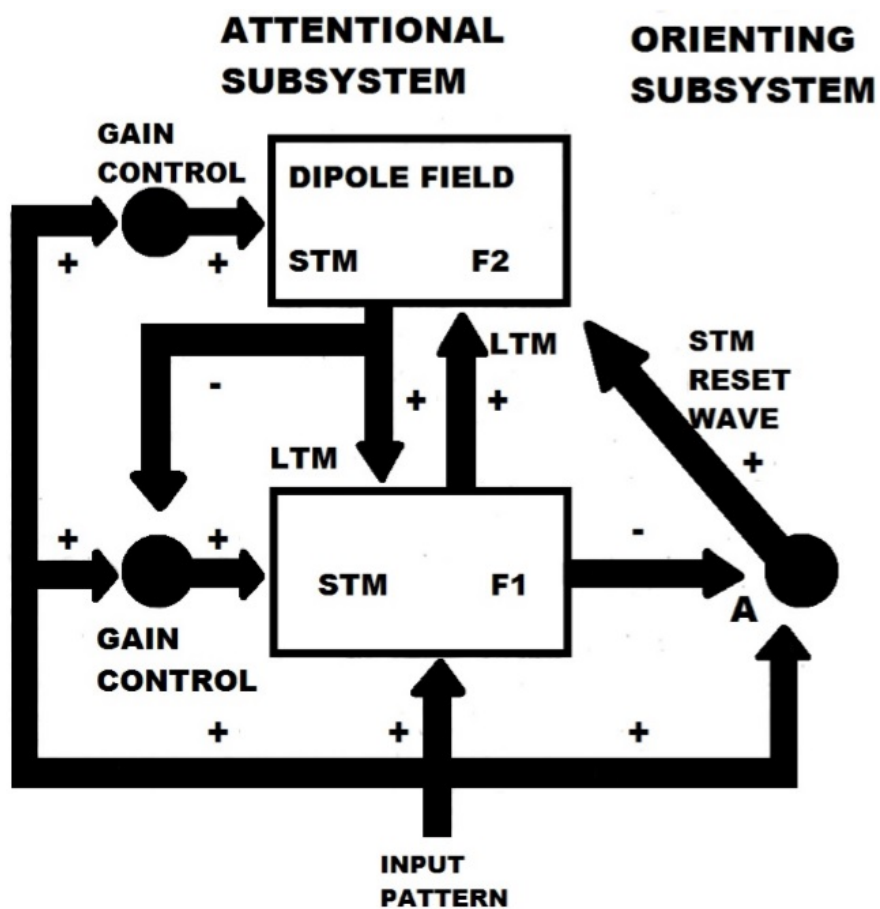 ATTENTIONAL
SUBSYSTEM
ORIENTING
SUBSYSTEM
GAIN
CONTROL
DIPOLE FIELD
STM F2
+ +
LTM
STM
RESET
WAVE
-
+ +
LTM
+
+ +
-
STM F1
A
GAIN
CONTROL
+ + +
INPUT
PATTERN